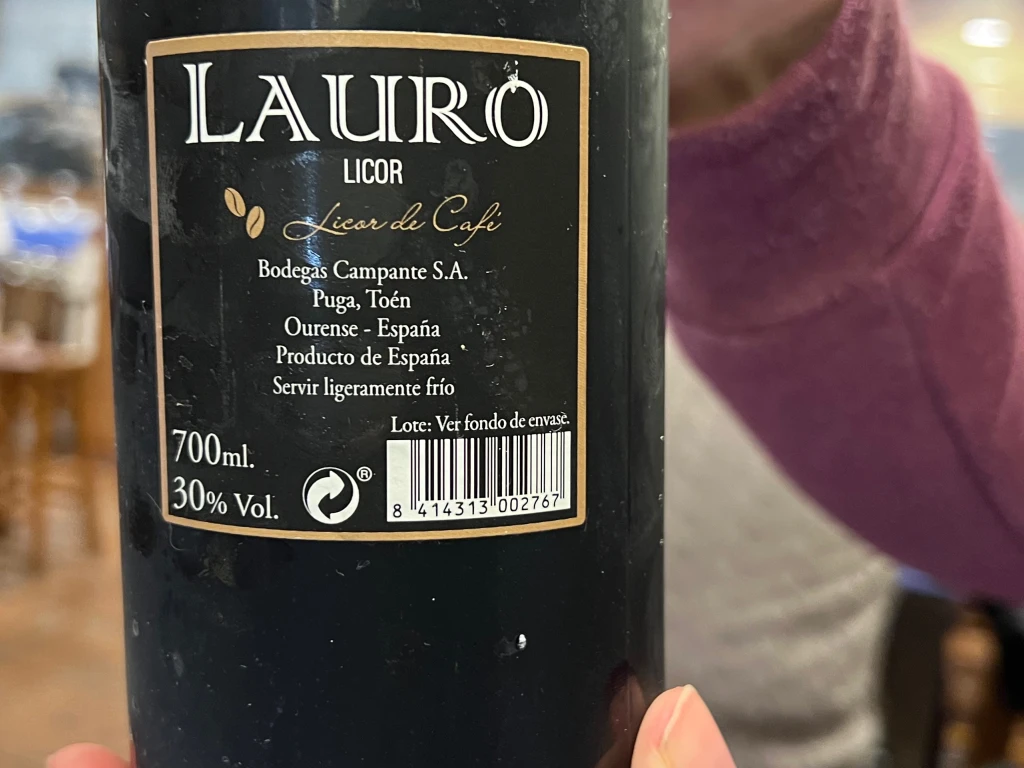 LAURO
LICOR
Licor de Café
Bodegas Campante S.A.
Puga, Toén
Ourense - España
Producto de España
Servir ligeramente frío
Lote: Ver fondo de envase.
700ml.
30% Vol.
®
8 414313 002767